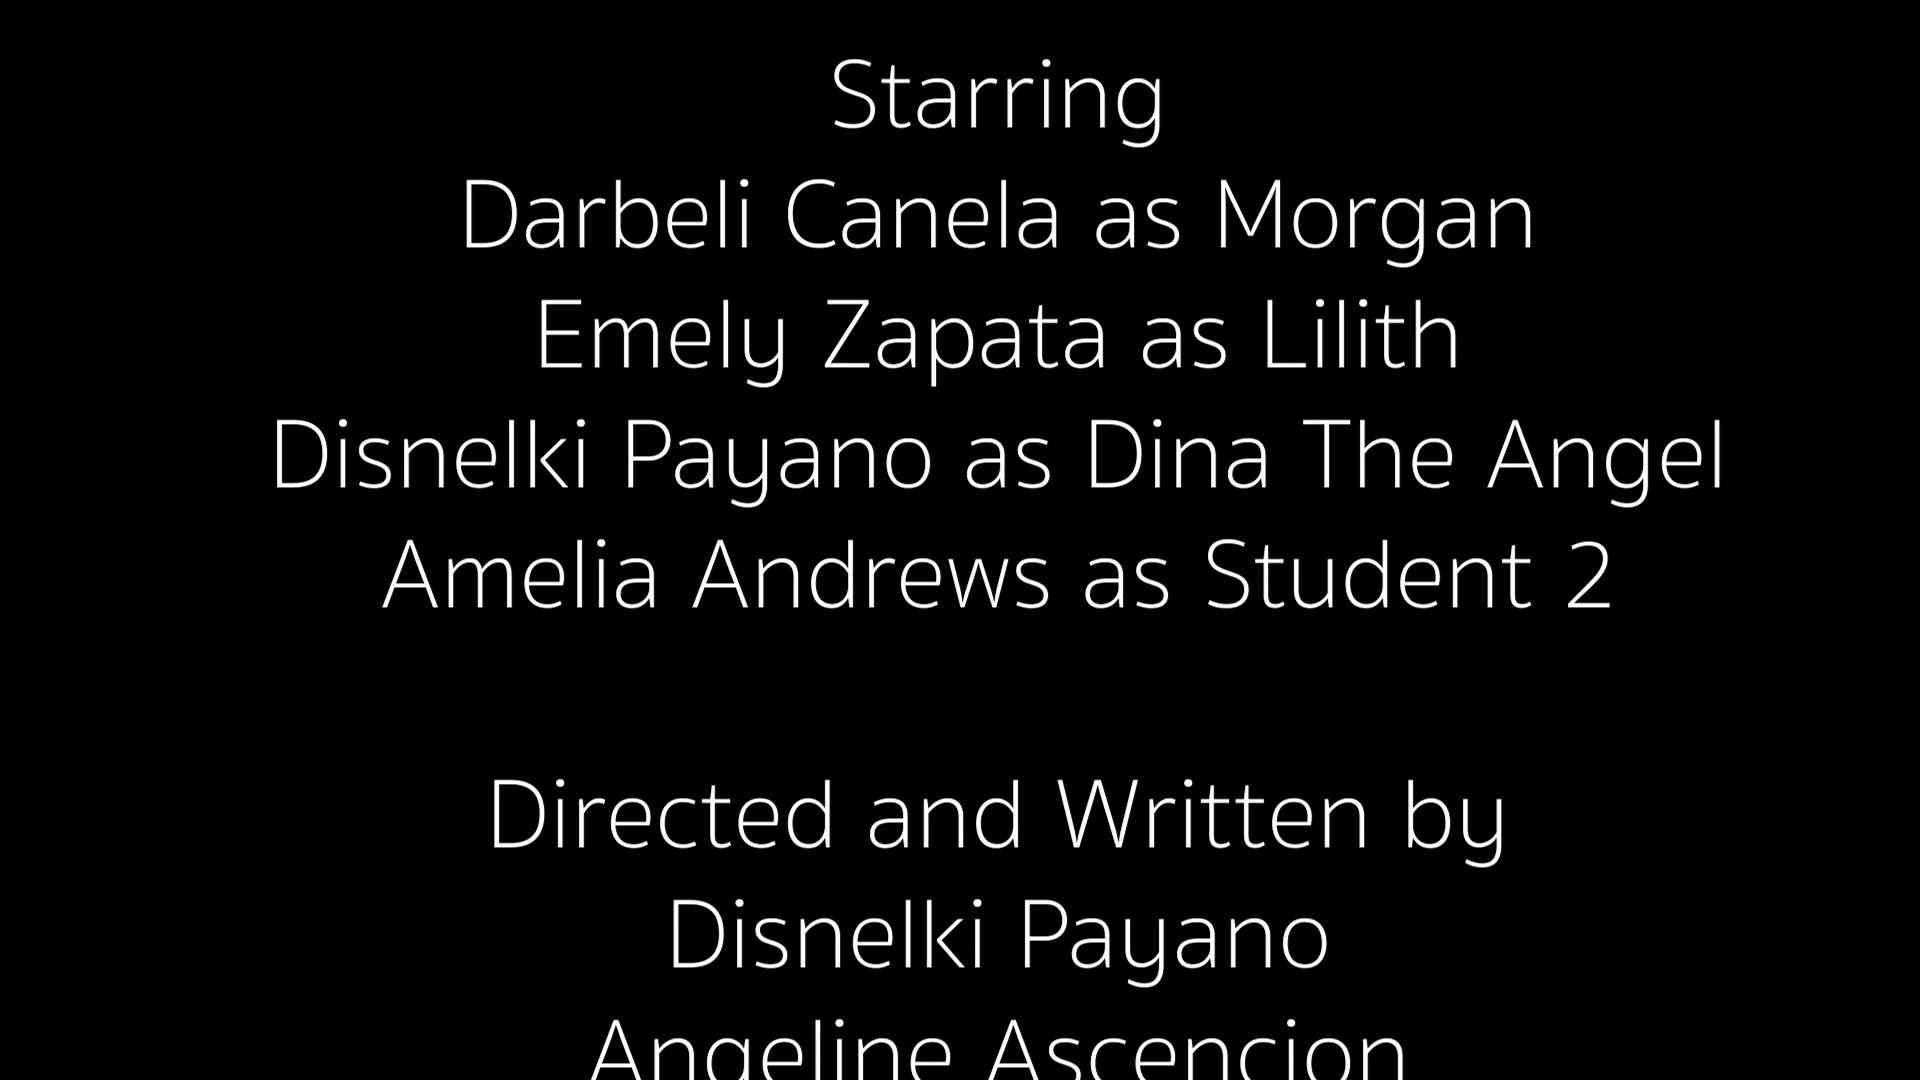 Starring
Darbeli Canela as Morgan
Emely Zapata as Lilith
Disnelki Payano as Dina The Angel
Amelia Andrews as Student 2
Directed and Written by
Disnelki Payano
Angeline Ascencion